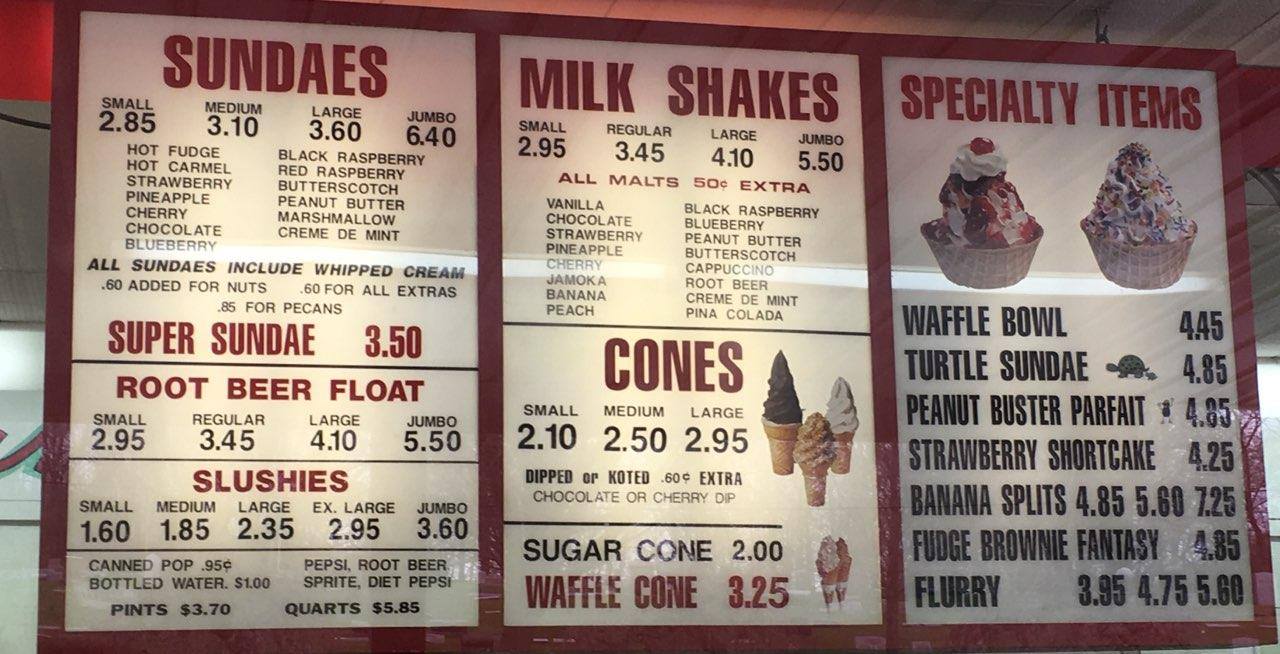 SUNDAES
SMALL MEDIUM LARGE JUMBO
2.85 3.10 3.60 6.40
HOT FUDGE
HOT CARMEL
STRAWBERRY
PINEAPPLE
CHERRY
CHOCOLATE
BLUEBERRY
BLACK RASPBERRY
RED RASPBERRY
BUTTERSCOTCH
PEANUT BUTTER
MARSHMALLOW
CREME DE MINT
ALL SUNDAES INCLUDE WHIPPED CREAM
.60 ADDED FOR NUTS .60 FOR ALL EXTRAS
.85 FOR PECANS
SUPER SUNDAE 3.50
ROOT BEER FLOAT
SMALL REGULAR LARGE JUMBO
2.95 3.45 4.10 5.50
SLUSHIES
SMALL MEDIUM LARGE EX. LARGE JUMBO
1.60 1.85 2.35 2.95 3.60
CANNED POP .95¢ PEPSI, ROOT BEER
BOTTLED WATER. $1.00 SPRITE, DIET PEPSI
PINTS $3.70 QUARTS $5.85
MILK SHAKES
SMALL REGULAR LARGE JUMBO
2.95 3.45 4.10 5.50
ALL MALTS 50¢ EXTRA
VANILLA
CHOCOLATE
STRAWBERRY
PINEAPPLE
CHERRY
JAMOKA
BANANA
PEACH
BLACK RASPBERRY
BLUEBERRY
PEANUT BUTTER
BUTTERSCOTCH
CAPPUCCINO
ROOT BEER
CREME DE MINT
PINA COLADA
CONES
SMALL MEDIUM LARGE
2.10 2.50 2.95
DIPPED or KOTED .60¢ EXTRA
CHOCOLATE OR CHERRY DIP
SUGAR CONE 2.00
WAFFLE CONE 3.25
SPECIALTY ITEMS
WAFFLE BOWL 4.45
TURTLE SUNDAE 4.85
PEANUT BUSTER PARFAIT 4.85
STRAWBERRY SHORTCAKE 4.25
BANANA SPLITS 4.85 5.60 7.25
FUDGE BROWNIE FANTASY 4.85
FLURRY 3.95 4.75 5.60